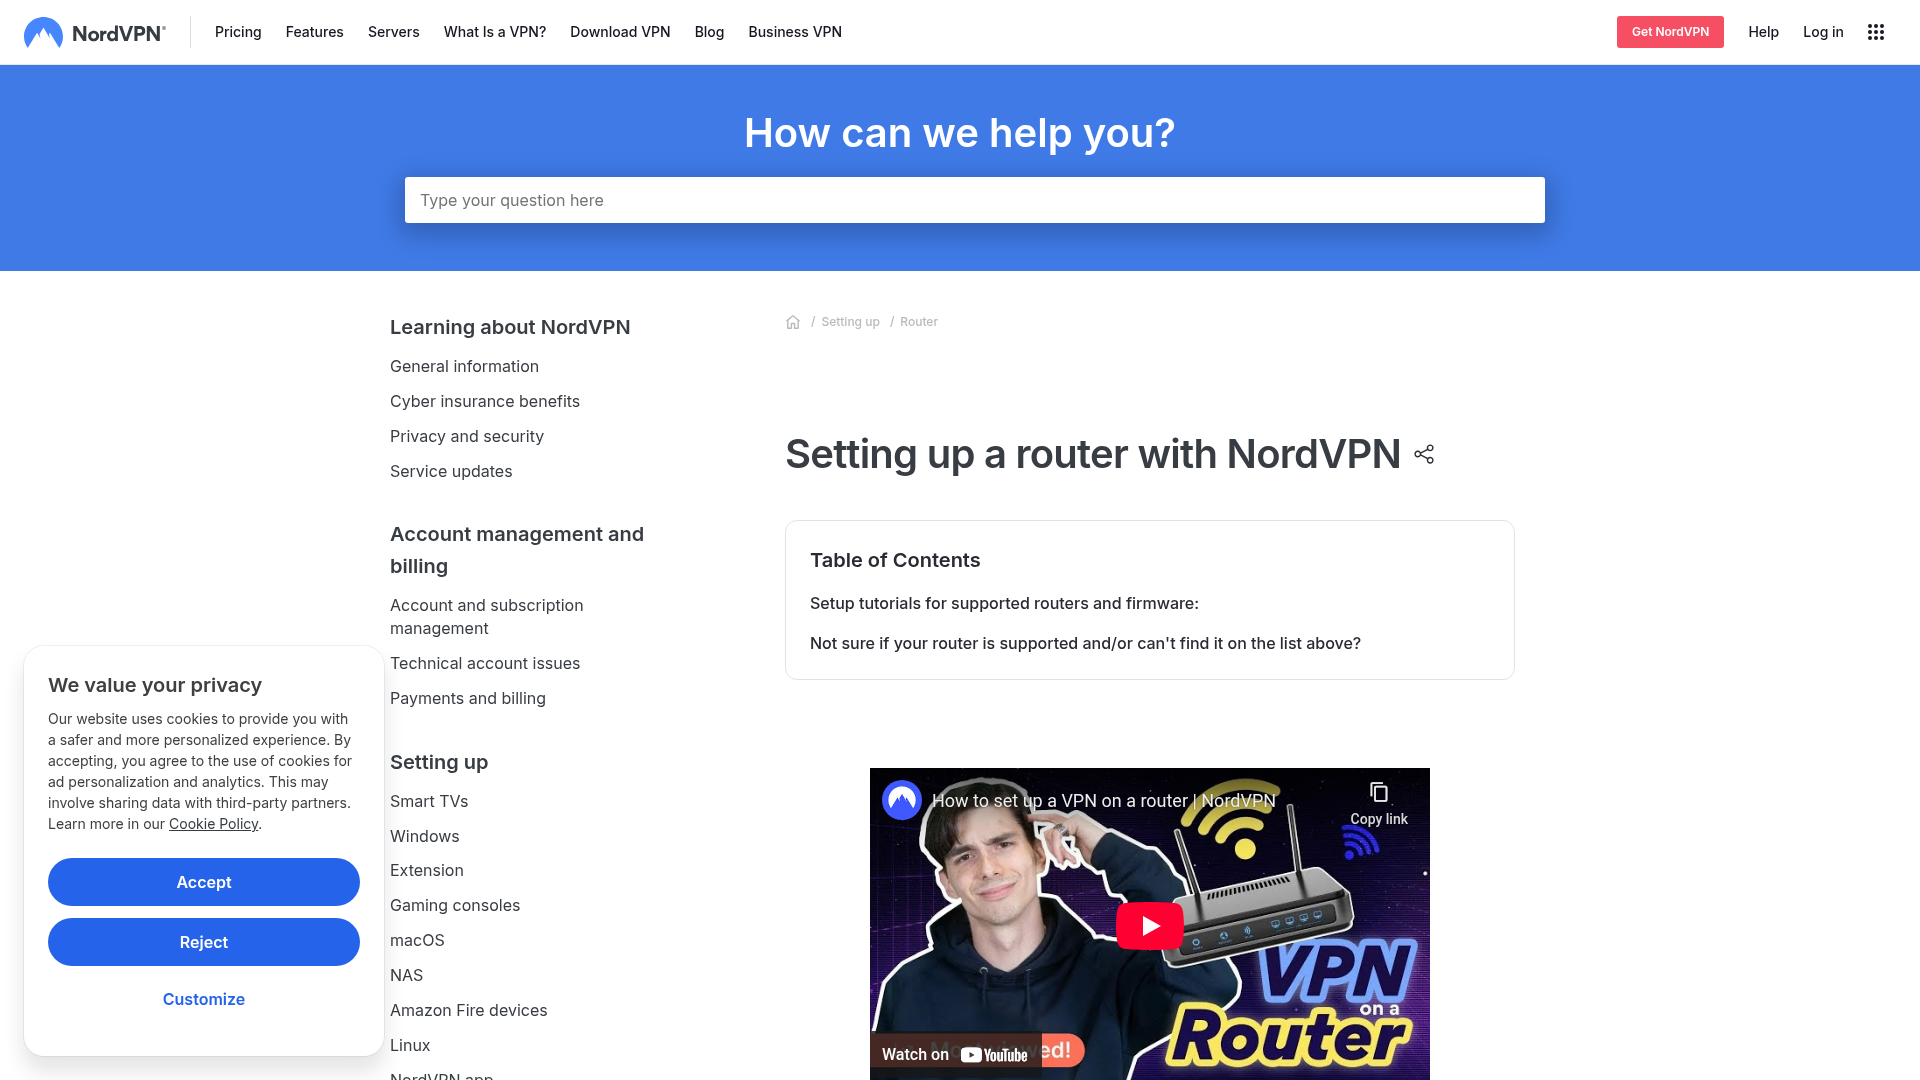 NordVPN®
Pricing
Features
Servers
What Is a VPN?
Download VPN
Blog
Business VPN
Get NordVPN
Help
Log in
How can we help you?
Type your question here
Learning about NordVPN
General information
Cyber insurance benefits
Privacy and security
Service updates
Account management and
billing
Account and subscription
management
Technical account issues
Payments and billing
Setting up
Smart TVs
Windows
Extension
Gaming consoles
macOS
NAS
Amazon Fire devices
Linux
NordVPN app
/ Setting up / Router
Setting up a router with NordVPN
Table of Contents
Setup tutorials for supported routers and firmware:
Not sure if your router is supported and/or can't find it on the list above?
How to set up a VPN on a router | NordVPN
Copy link
VPN
on a
Router
Watch on YouTube
We value your privacy
Our website uses cookies to provide you with
a safer and more personalized experience. By
accepting, you agree to the use of cookies for
ad personalization and analytics. This may
involve sharing data with third-party partners.
Learn more in our Cookie Policy.
Accept
Reject
Customize